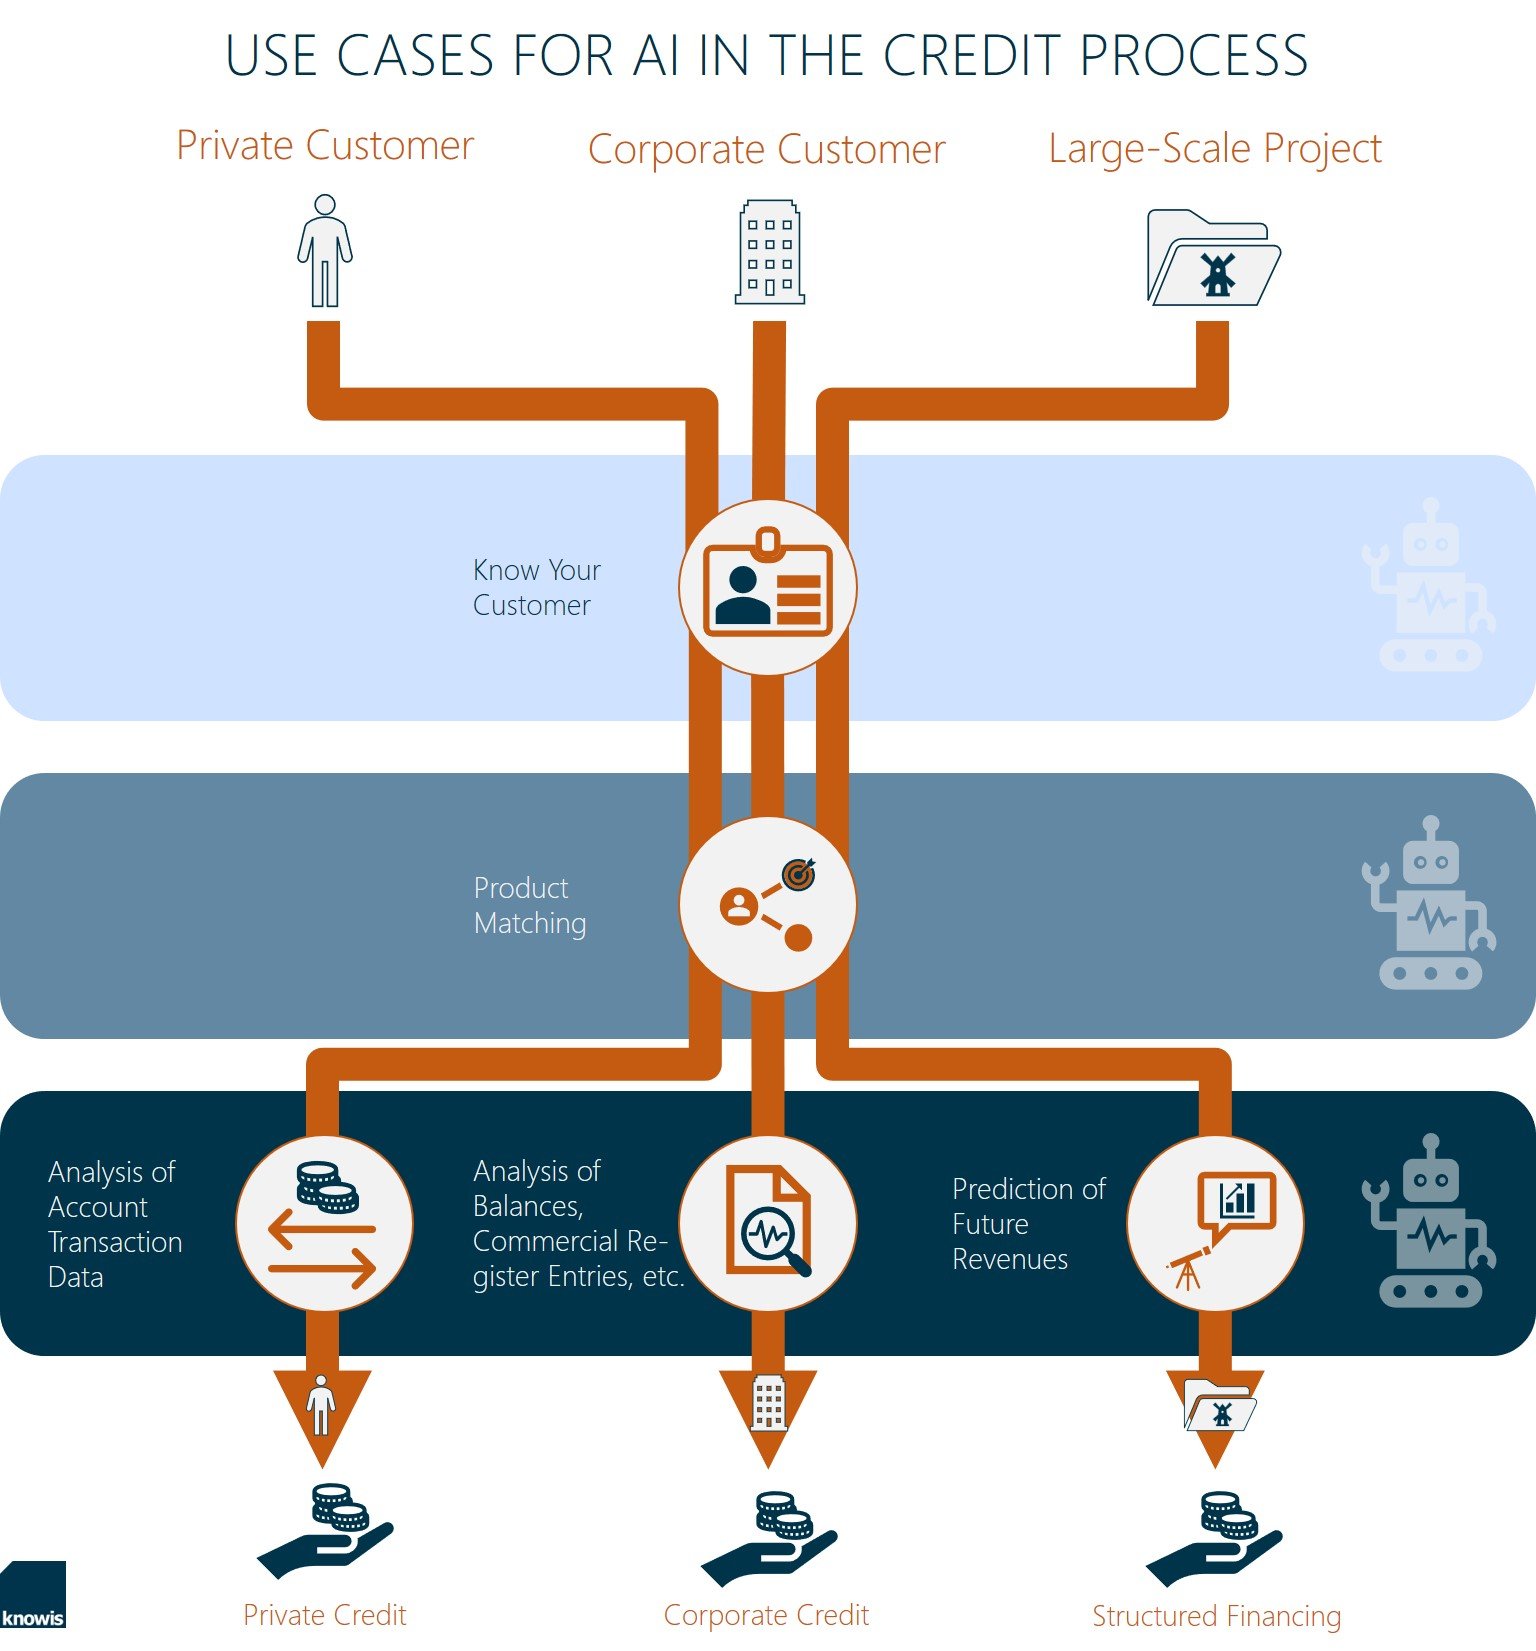 USE CASES FOR AI IN THE CREDIT PROCESS
Private Customer
Corporate Customer
Large-Scale Project
Know Your
Customer
Product
Matching
Analysis of
Account
Transaction
Data
Analysis of
Balances,
Commercial Re-
gister Entries, etc.
Prediction of
Future
Revenues
Private Credit
Corporate Credit
Structured Financing
knowis